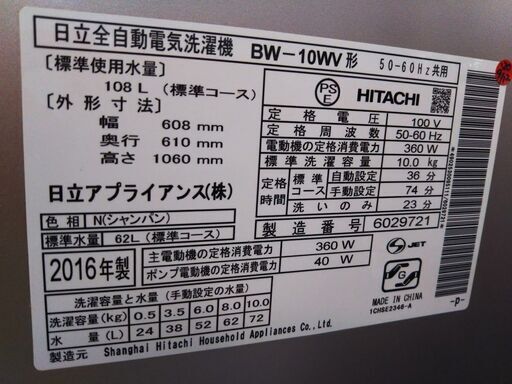 日立全自動電気洗濯機 BW-10WV形 50-60Hz共用
[標準使用水量]
108L (標準コース)
[外形寸法]
幅 608 mm
奥行 610 mm
高さ 1060 mm
日立アプライアンス(株)
色相 N(シャンパン)
標準水量 62L (標準コース)
2016年製
主電動機の定格消費電力 360 W
ポンプ電動機の定格消費電力 40 W
洗濯容量と水量 (手動設定の水量)
洗濯容量(kg) 0.5 3.5 6.0 8.0 10.0
水量(L) 24 38 52 62 72
製造元 Shanghai Hitachi Household Appliances Co., Ltd.
PS
E
HITACHI
定格電圧 100 V
定格周波数 50-60 Hz
電動機の定格消費電力 360 W
標準洗濯容量 10.0 kg
定格時間 標準コース 自動設定 36 分
手動設定 74 分
洗いのみ 23 分
製造番号 6029721
JET
G
MADE IN CHINA
1CHSE2346-A
-p-